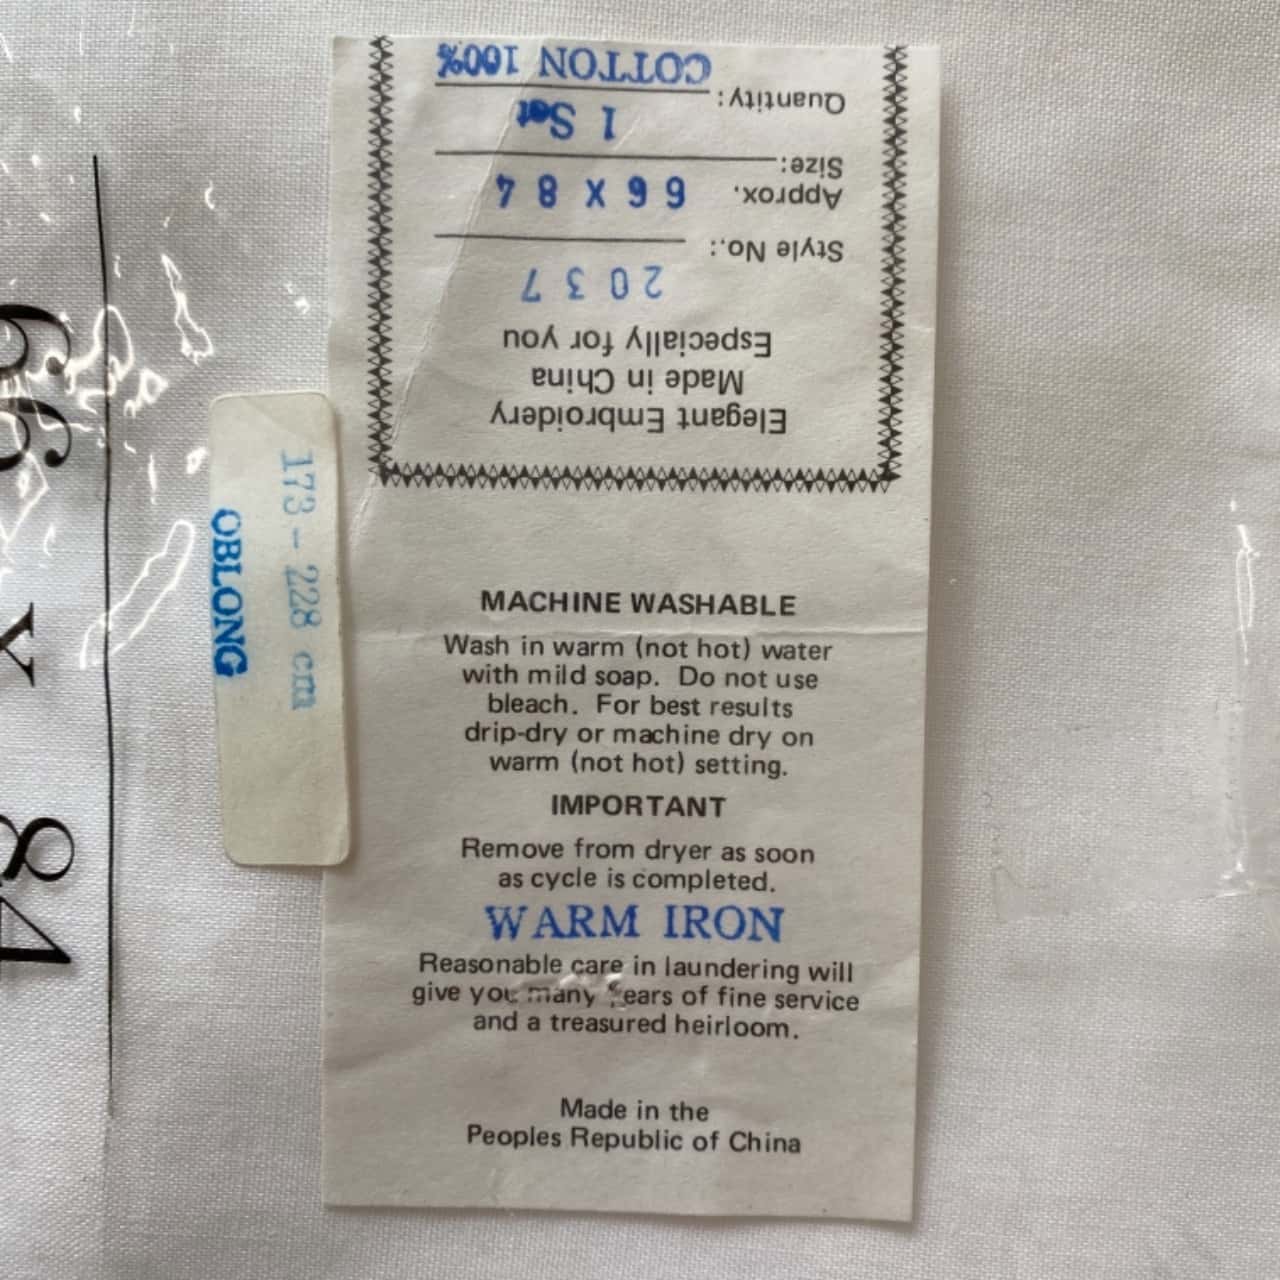 Elegant Embroidery
Made in China
Especially for you
Style No.: 2037
Approx.
Size: 66 X 84
Quantity: 1 Set
COTTON 100%
MACHINE WASHABLE
Wash in warm (not hot) water
with mild soap. Do not use
bleach. For best results
drip-dry or machine dry on
warm (not hot) setting.
IMPORTANT
Remove from dryer as soon
as cycle is completed.
WARM IRON
Reasonable care in laundering will
give you many years of fine service
and a treasured heirloom.
Made in the
Peoples Republic of China
173 - 228 cm
OBLONG
66 X 84